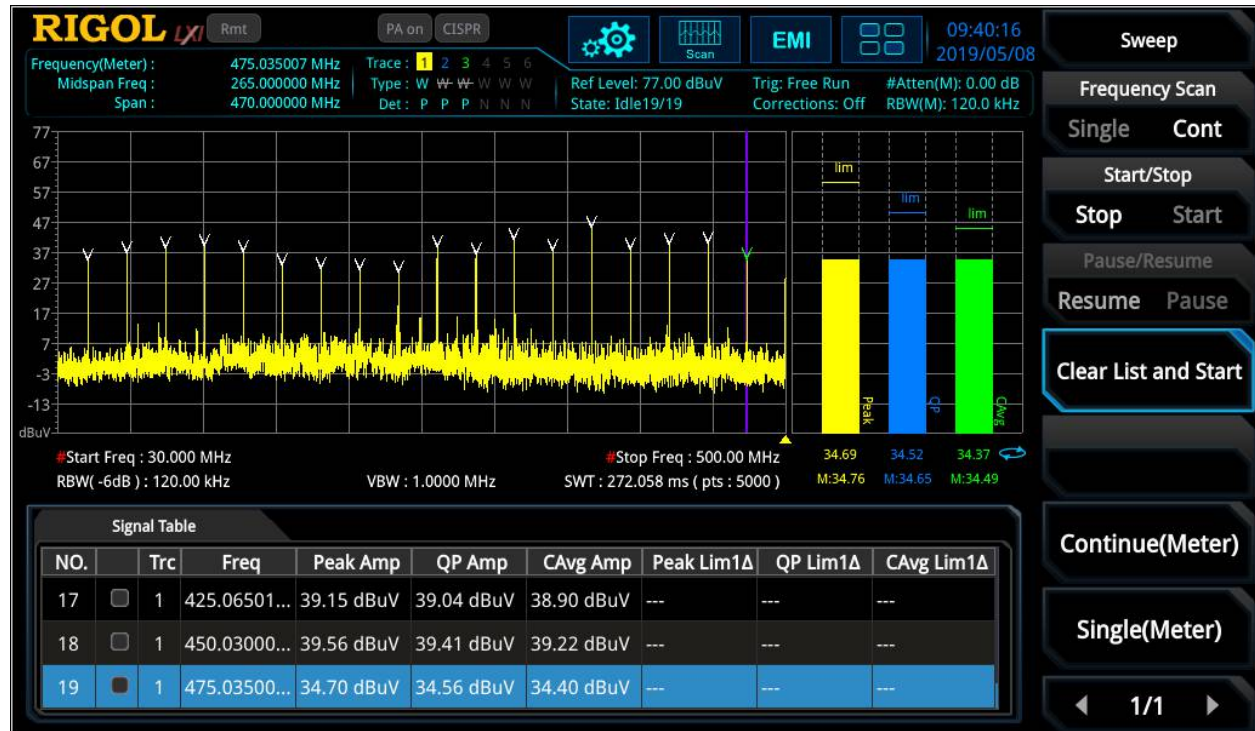 RIGOL LXI Rmt PA on CISPR Scan EMI 09:40:16
2019/05/08
Frequency(Meter) : 475.035007 MHz
Midspan Freq : 265.000000 MHz
Span : 470.000000 MHz
Trace : 1 2 3 4 5 6
Type : W W W W W W
Det : P P P N N N
Ref Level: 77.00 dBuV Trig: Free Run #Atten(M): 0.00 dB
State: Idle19/19 Corrections: Off RBW(M): 120.0 kHz
77
67
57
47
37
27
17
7
-3
-13
dBuV
lim
lim
lim
Peak
QP
CAvg
#Start Freq : 30.000 MHz #Stop Freq : 500.00 MHz
RBW( -6dB ) : 120.00 kHz VBW : 1.0000 MHz SWT : 272.058 ms ( pts : 5000 )
34.69 34.52 34.37
M:34.76 M:34.65 M:34.49
Signal Table
NO. Trc Freq Peak Amp QP Amp CAvg Amp Peak Lim1Δ QP Lim1Δ CAvg Lim1Δ
17 1 425.06501... 39.15 dBuV 39.04 dBuV 38.90 dBuV --- --- ---
18 1 450.03000... 39.56 dBuV 39.41 dBuV 39.22 dBuV --- --- ---
19 1 475.03500... 34.70 dBuV 34.56 dBuV 34.40 dBuV --- --- ---
Sweep
Frequency Scan
Single Cont
Start/Stop
Stop Start
Pause/Resume
Resume Pause
Clear List and Start
Continue(Meter)
Single(Meter)
1/1